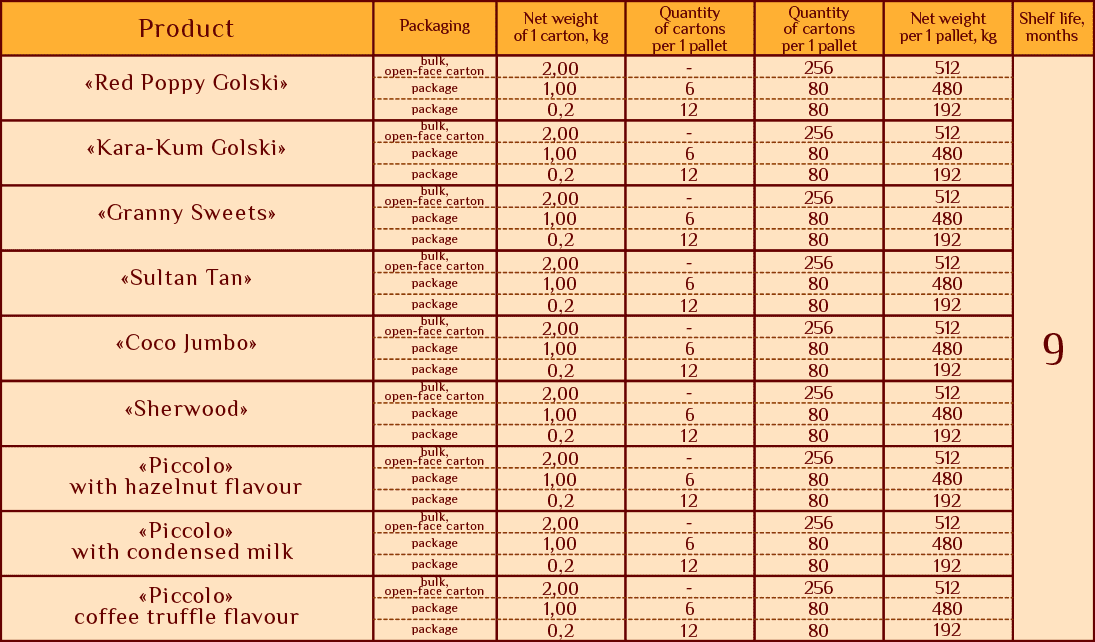 Product
Packaging
Net weight
of 1 carton, kg
Quantity
of cartons
per 1 pallet
Quantity
of cartons
per 1 pallet
Net weight
per 1 pallet, kg
Shelf life,
months
«Red Poppy Golski»
bulk,
open-face carton
2,00 - 256 512
package 1,00 6 80 480
package 0,2 12 80 192
«Kara-Kum Golski»
bulk,
open-face carton
2,00 - 256 512
package 1,00 6 80 480
package 0,2 12 80 192
«Granny Sweets»
bulk,
open-face carton
2,00 - 256 512
package 1,00 6 80 480
package 0,2 12 80 192
«Sultan Tan»
bulk,
open-face carton
2,00 - 256 512
package 1,00 6 80 480
package 0,2 12 80 192
«Coco Jumbo»
bulk,
open-face carton
2,00 - 256 512
package 1,00 6 80 480
package 0,2 12 80 192
9
«Sherwood»
bulk,
open-face carton
2,00 - 256 512
package 1,00 6 80 480
package 0,2 12 80 192
«Piccolo»
with hazelnut flavour
bulk,
open-face carton
2,00 - 256 512
package 1,00 6 80 480
package 0,2 12 80 192
«Piccolo»
with condensed milk
bulk,
open-face carton
2,00 - 256 512
package 1,00 6 80 480
package 0,2 12 80 192
«Piccolo»
coffee truffle flavour
bulk,
open-face carton
2,00 - 256 512
package 1,00 6 80 480
package 0,2 12 80 192